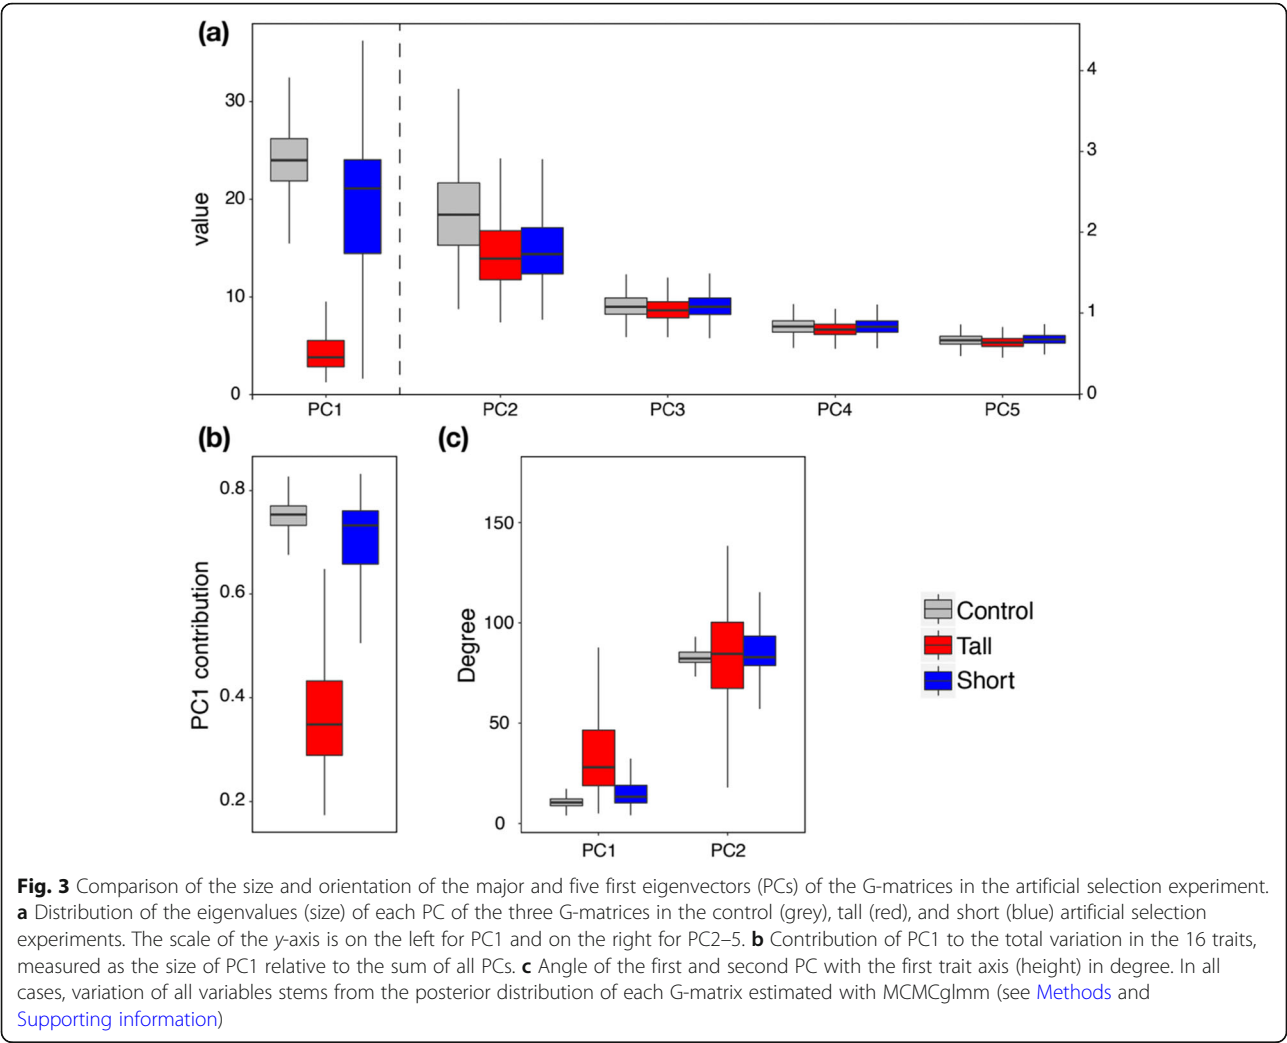 (a)
value
30
20
10
0
4
3
2
1
0
PC1 PC2 PC3 PC4 PC5
(b)
PC1 contribution
0.8
0.6
0.4
0.2
(c)
Degree
150
100
50
0
PC1 PC2
Control
Tall
Short
Fig. 3 Comparison of the size and orientation of the major and five first eigenvectors (PCs) of the G-matrices in the artificial selection experiment.
a Distribution of the eigenvalues (size) of each PC of the three G-matrices in the control (grey), tall (red), and short (blue) artificial selection
experiments. The scale of the y-axis is on the left for PC1 and on the right for PC2–5. b Contribution of PC1 to the total variation in the 16 traits,
measured as the size of PC1 relative to the sum of all PCs. c Angle of the first and second PC with the first trait axis (height) in degree. In all
cases, variation of all variables stems from the posterior distribution of each G-matrix estimated with MCMCglmm (see Methods and
Supporting information)